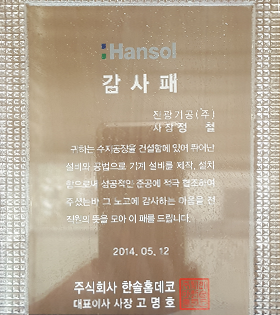 Hansol
감사패
진광기공(주)
사장 정 철
귀하는 수지공장을 건설함에 있어 뛰어난
설비와 공법으로 기계 설비를 제작, 설치
함으로써 성공적인 준공에 적극 협조하여
주셨는바 그 노고에 감사하는 마음을 전
직원의 뜻을 모아 이 패를 드립니다.
2014. 05. 12
주식회사 한솔홈데코
대표이사 사장 고명호